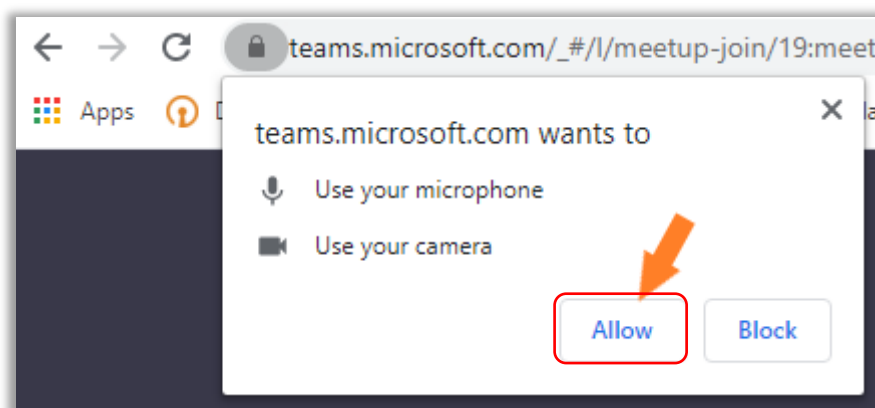 teams.microsoft.com/_#/l/meetup-join/19:meet
Apps
teams.microsoft.com wants to
Use your microphone
Use your camera
Allow Block